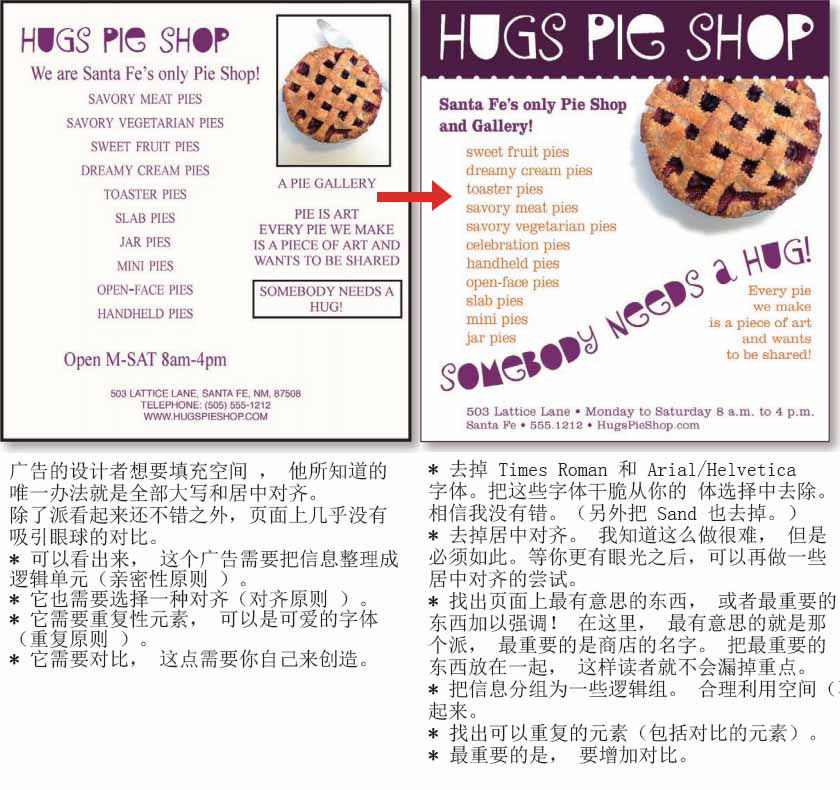 HUGS PIE SHOP
We are Santa Fe's only Pie Shop!
SAVORY MEAT PIES
SAVORY VEGETARIAN PIES
SWEET FRUIT PIES
DREAMY CREAM PIES
TOASTER PIES
SLAB PIES
JAR PIES
MINI PIES
OPEN-FACE PIES
HANDHELD PIES
A PIE GALLERY
PIE IS ART
EVERY PIE WE MAKE
IS A PIECE OF ART AND
WANTS TO BE SHARED
SOMEBODY NEEDS A
HUG!
Open M-SAT 8am-4pm
503 LATTICE LANE, SANTA FE, NM, 87508
TELEPHONE: (505) 555-1212
WWW.HUGSPIESHOP.COM
HUGS PIE SHOP
Santa Fe's only Pie Shop
and Gallery!
sweet fruit pies
dreamy cream pies
toaster pies
savory meat pies
savory vegetarian pies
celebration pies
handheld pies
open-face pies
slab pies
mini pies
jar pies
SOMEBODY NEEDS a HUG!
Every pie
we make
is a piece of art
and wants
to be shared!
503 Lattice Lane • Monday to Saturday 8 a.m. to 4 p.m.
Santa Fe • 555.1212 • HugsPieShop.com
广告的设计者想要填充空间 ， 他所知道的
唯一办法就是全部大写和居中对齐。
除了派看起来还不错之外，页面上几乎没有
吸引眼球的对比。
* 可以看出来， 这个广告需要把信息整理成
逻辑单元（亲密性原则 ）。
* 它也需要选择一种对齐（对齐原则 ）。
* 它需要重复性元素， 可以是可爱的字体
（重复原则 ）。
* 它需要对比， 这点需要你自己来创造。
* 去掉 Times Roman 和 Arial/Helvetica
字体。把这些字体干脆从你的 体选择中去除。
相信我没有错。（另外把 Sand 也去掉。）
* 去掉居中对齐。 我知道这么做很难， 但是
必须如此。等你更有眼光之后，可以再做一些
居中对齐的尝试。
* 找出页面上最有意思的东西， 或者最重要的
东西加以强调！ 在这里， 最有意思的就是那
个派， 最重要的是商店的名字。 把最重要的
东西放在一起， 这样读者就不会漏掉重点。
* 把信息分组为一些逻辑组。 合理利用空间（
起来。
* 找出可以重复的元素（包括对比的元素）。
* 最重要的是， 要增加对比。